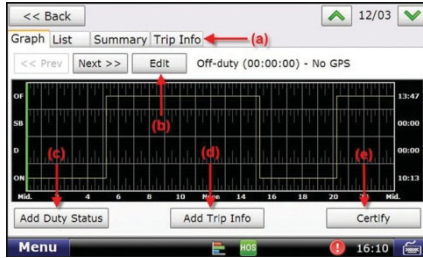 << Back 12/03
Graph List Summary Trip Info (a)
<< Prev Next >> Edit Off-duty (00:00:00) - No GPS
OF 13:47
(b)
SB 00:00
(c) (d) (e)
D 00:00
ON 10:13
Mid. 4 6 8 10 Noon 14 16 18 20 Mid.
Add Duty Status Add Trip Info Certify
Menu HOS 16:10